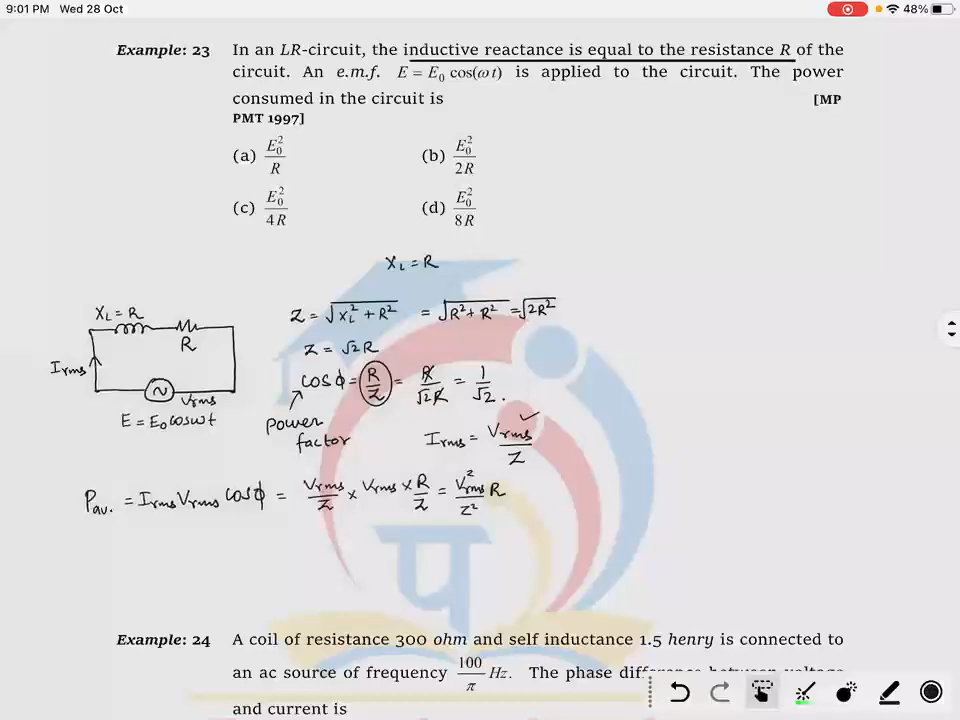 9:01 PM Wed 28 Oct 48%
Example: 23 In an LR-circuit, the inductive reactance is equal to the resistance R of the
circuit. An e.m.f. E = E₀ cos(ω t) is applied to the circuit. The power
consumed in the circuit is [MP
PMT 1997]
(a) E₀²/R (b) E₀²/2R
(c) E₀²/4R (d) E₀²/8R
X_L = R
X_L = R
R
I_rms
V_rms
E = E₀ cos ωt
Z = √(X_L² + R²) = √(R² + R²) = √(2R²)
Z = √2 R
cosϕ = R/Z = R/√2R = 1/√2 .
power
factor
I_rms = V_rms/Z
P_av. = I_rms V_rms cosϕ = V_rms/Z × V_rms × R/Z = V²_rms/Z² R
प
Example: 24 A coil of resistance 300 ohm and self inductance 1.5 henry is connected to
an ac source of frequency 100/π Hz. The phase difference between voltage
and current is